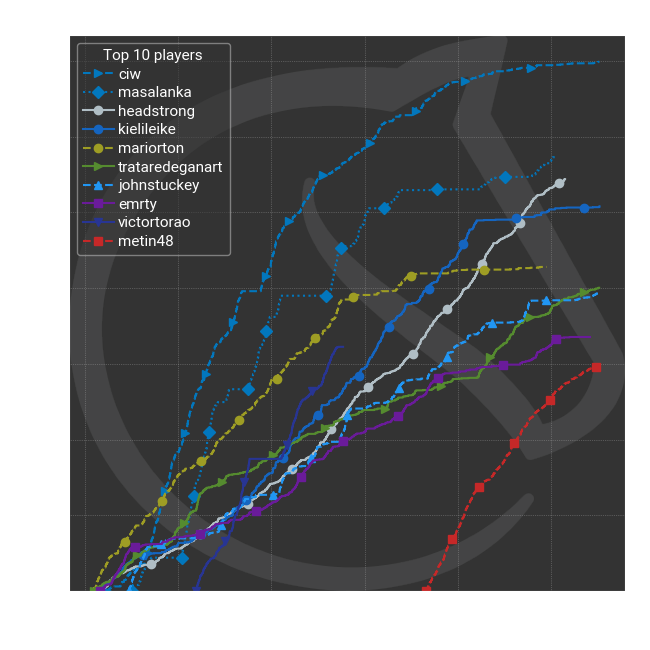 Top 10 players
ciw
masalanka
headstrong
kielileike
mariorton
trataredeganart
johnstuckey
emrty
victortorao
metin48